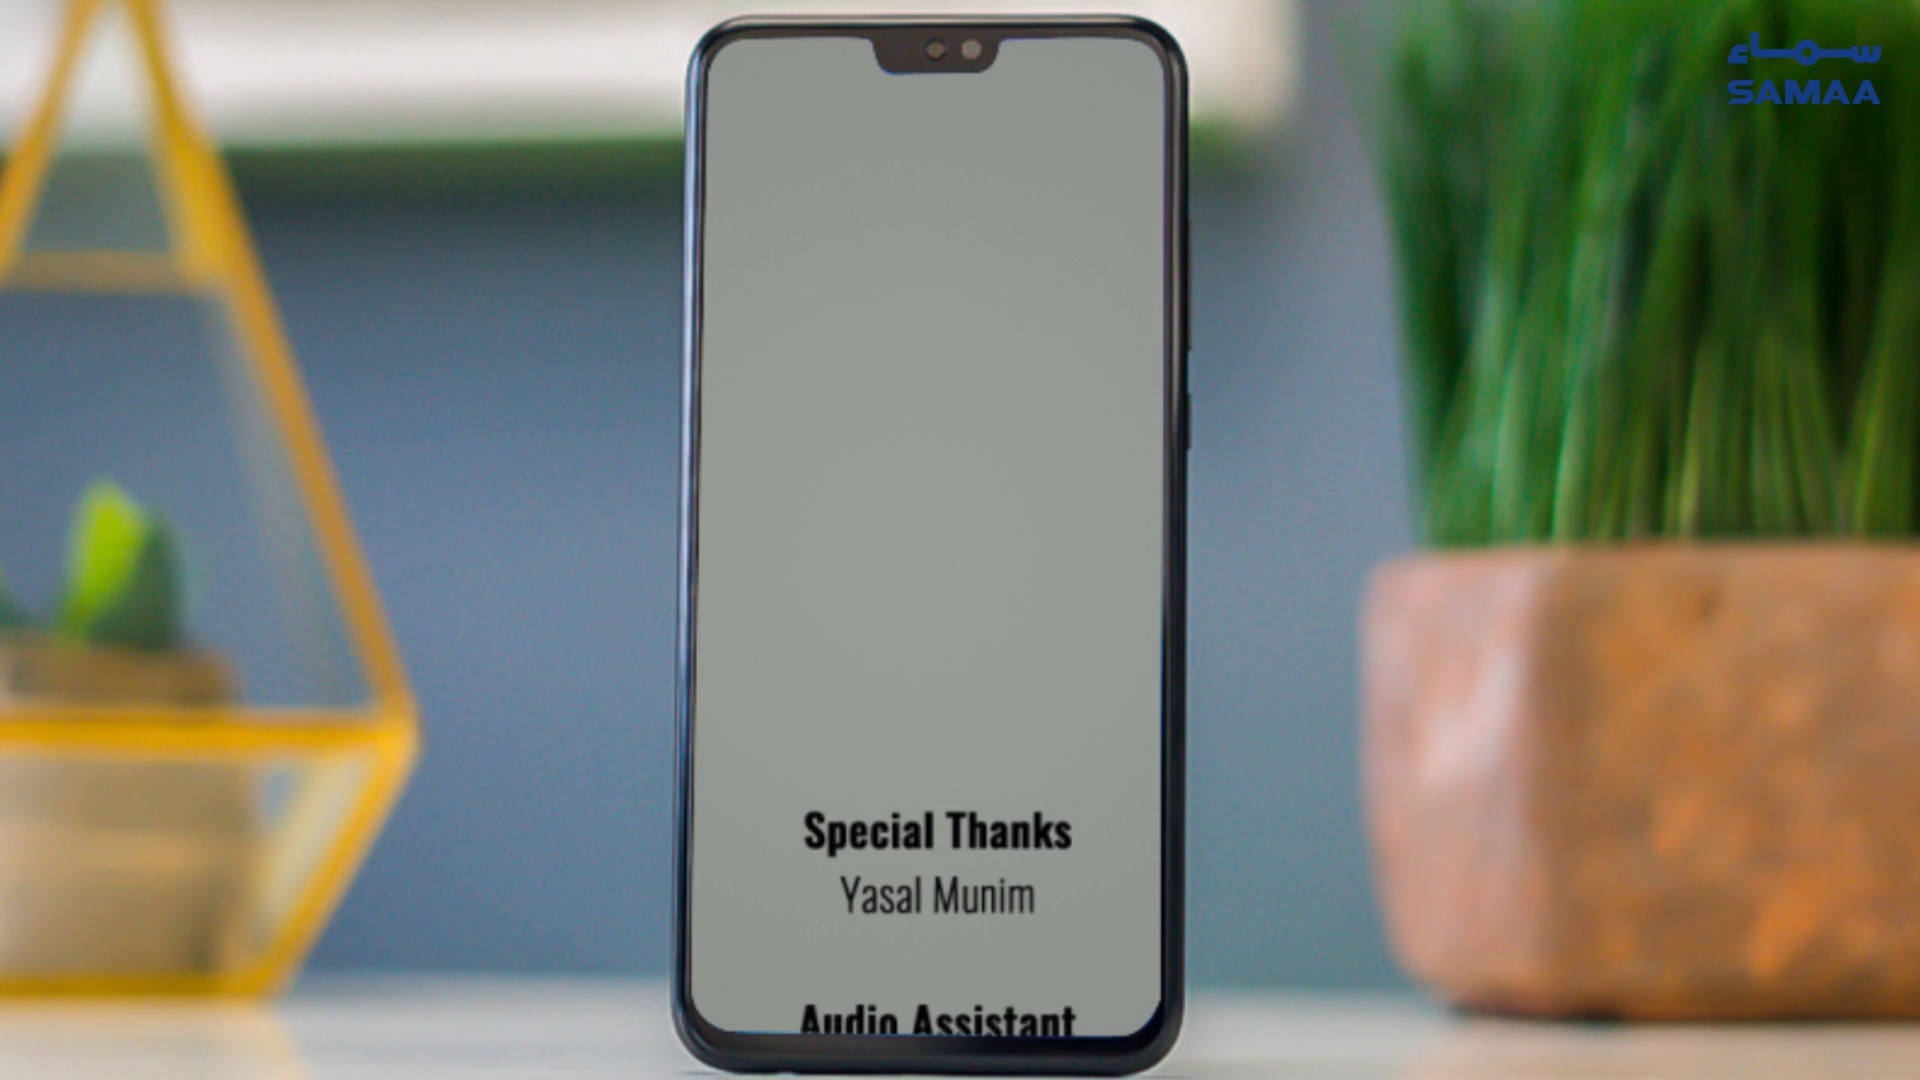 سماء
SAMAA
Special Thanks
Yasal Munim
Audio Assistant